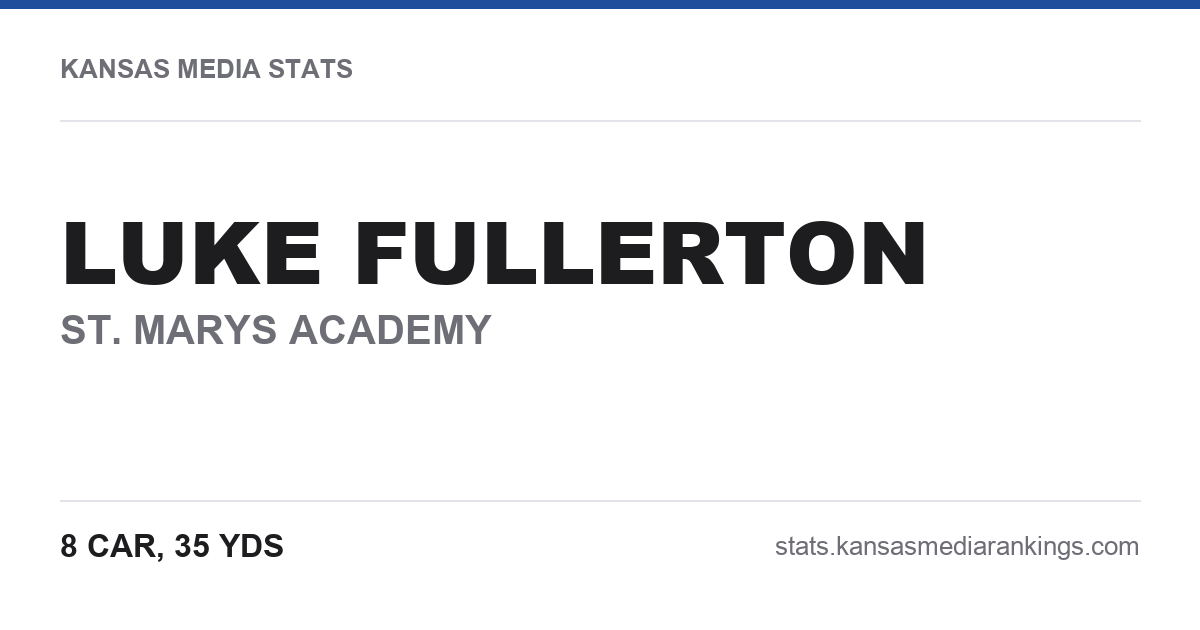 KANSAS MEDIA STATS
LUKE FULLERTON
ST. MARYS ACADEMY
8 CAR, 35 YDS
stats.kansasmediarankings.com